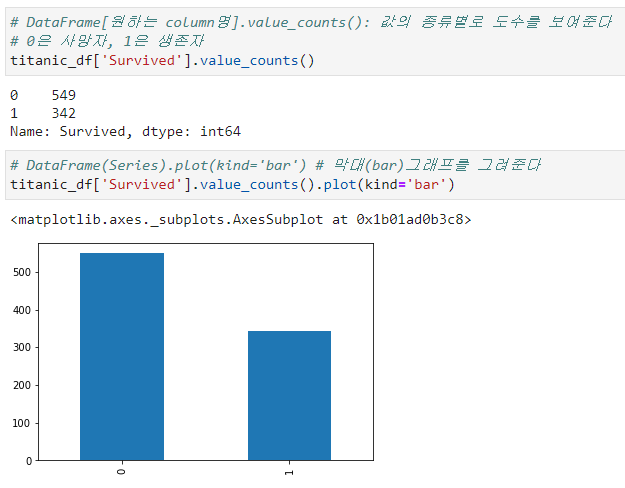 # DataFrame[원하는 column명].value_counts(): 값의 종류별로 도수를 보여준다
# 0은 사망자, 1은 생존자
titanic_df['Survived'].value_counts()
0    549
1    342
Name: Survived, dtype: int64
# DataFrame(Series).plot(kind='bar') # 막대(bar)그래프를 그려준다
titanic_df['Survived'].value_counts().plot(kind='bar')
<matplotlib.axes._subplots.AxesSubplot at 0x1b01ad0b3c8>
500
400
300
200
100
0
0 1